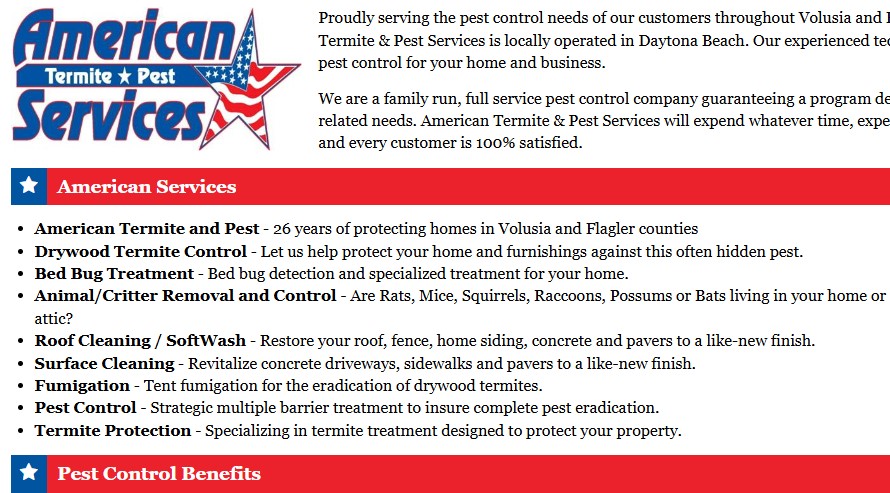 American
Termite ★ Pest
Services
Proudly serving the pest control needs of our customers throughout Volusia and
Termite & Pest Services is locally operated in Daytona Beach. Our experienced
pest control for your home and business.
We are a family run, full service pest control company guaranteeing a program
related needs. American Termite & Pest Services will expend whatever time,
and every customer is 100% satisfied.
American Services
• American Termite and Pest - 26 years of protecting homes in Volusia and Flagler counties
• Drywood Termite Control - Let us help protect your home and furnishings against this often hidden pest.
• Bed Bug Treatment - Bed bug detection and specialized treatment for your home.
• Animal/Critter Removal and Control - Are Rats, Mice, Squirrels, Raccoons, Possums or Bats living in your home or
attic?
• Roof Cleaning / SoftWash - Restore your roof, fence, home siding, concrete and pavers to a like-new finish.
• Surface Cleaning - Revitalize concrete driveways, sidewalks and pavers to a like-new finish.
• Fumigation - Tent fumigation for the eradication of drywood termites.
• Pest Control - Strategic multiple barrier treatment to insure complete pest eradication.
• Termite Protection - Specializing in termite treatment designed to protect your property.
Pest Control Benefits